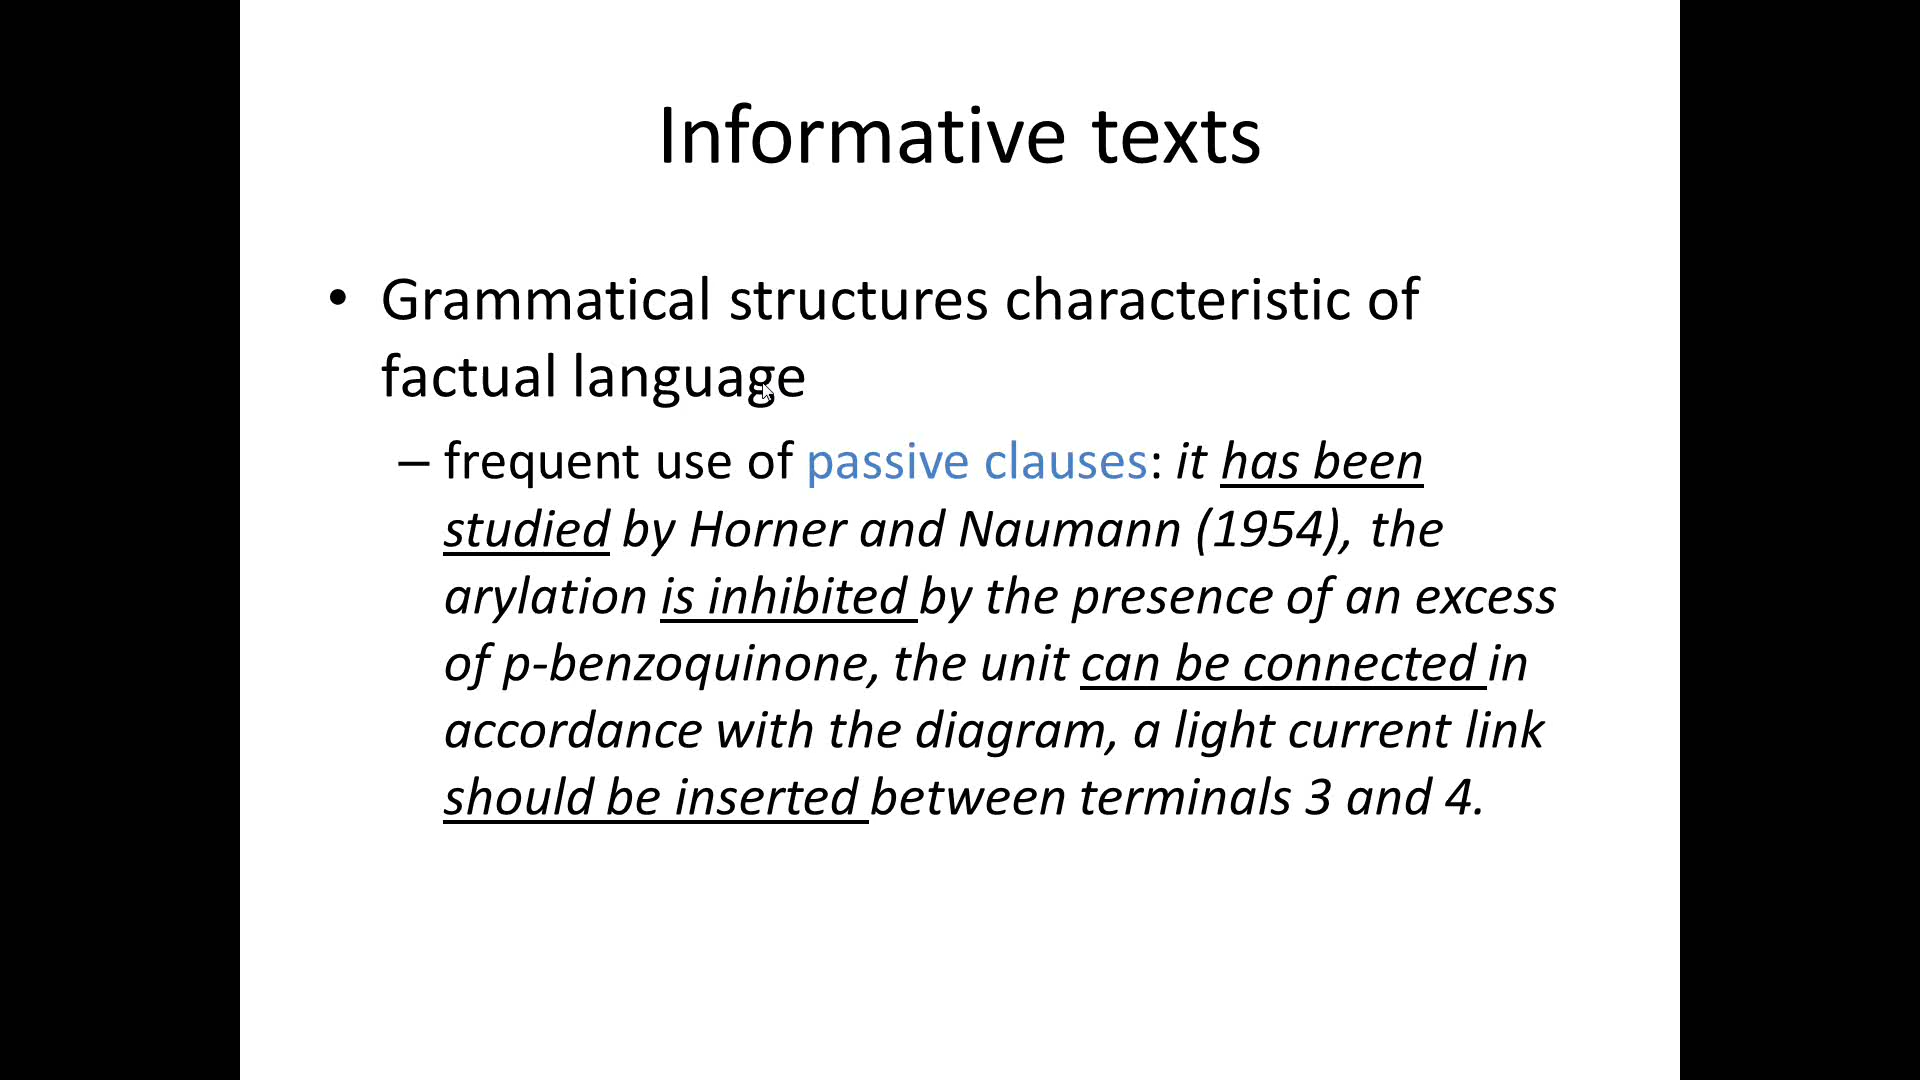 Informative texts
• Grammatical structures characteristic of
factual language
– frequent use of passive clauses: it has been
studied by Horner and Naumann (1954), the
arylation is inhibited by the presence of an excess
of p-benzoquinone, the unit can be connected in
accordance with the diagram, a light current link
should be inserted between terminals 3 and 4.